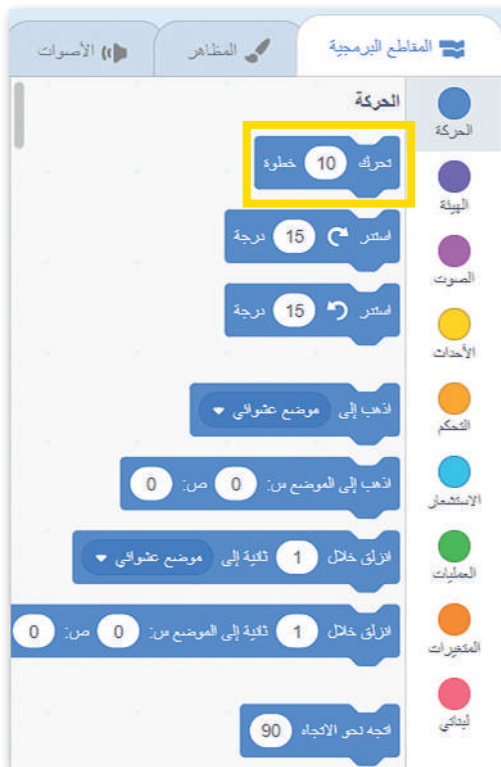 المقاطع البرمجية
المظاهر
الأصوات
الحركة
الهيئة
الصوت
الأحداث
التحكم
الاستشعار
العمليات
المتغيرات
لبناتي
الحركة
تحرك 10 خطوة
استدر 15 درجة
استدر 15 درجة
اذهب إلى موضع عشوائي
اذهب إلى الموضع س: 0 ص: 0
انزلق خلال 1 ثانية إلى موضع عشوائي
انزلق خلال 1 ثانية إلى الموضع س: 0 ص: 0
اتجه نحو الاتجاه 90